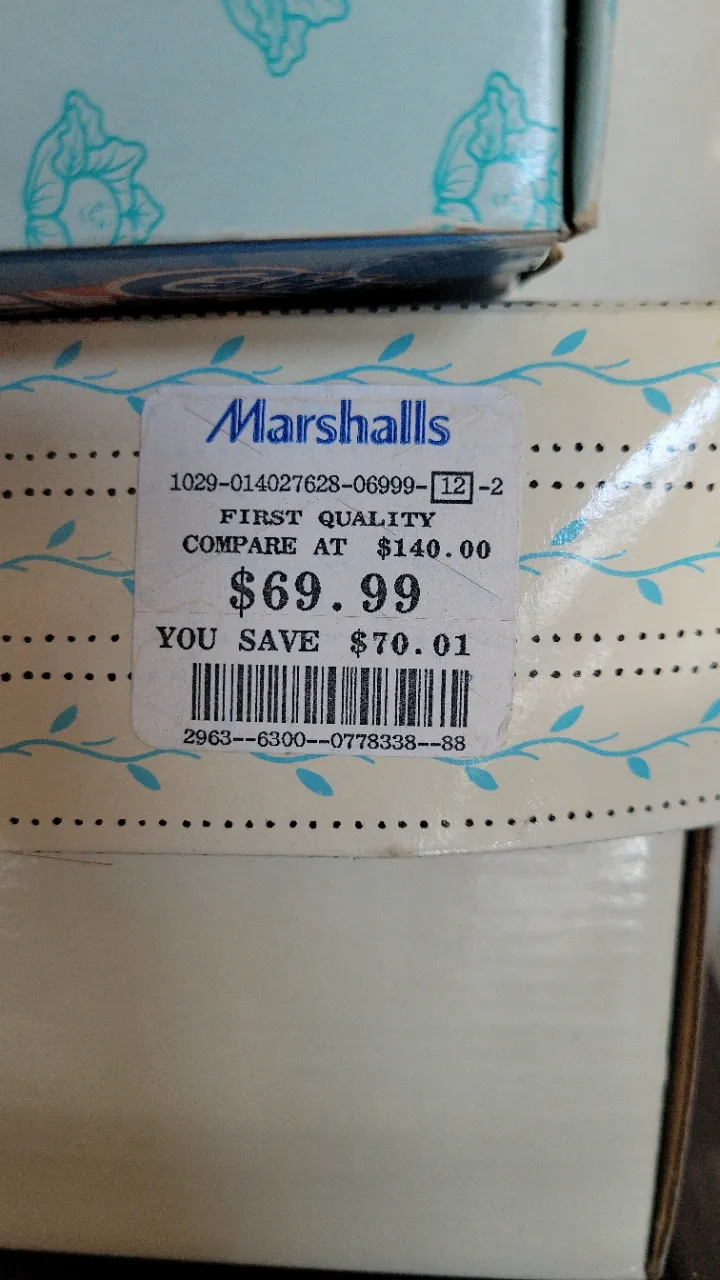 Marshalls
1029-014027628-06999-12-2
FIRST QUALITY
COMPARE AT $140.00
$69.99
YOU SAVE $70.01
2963--6300--0778338--88